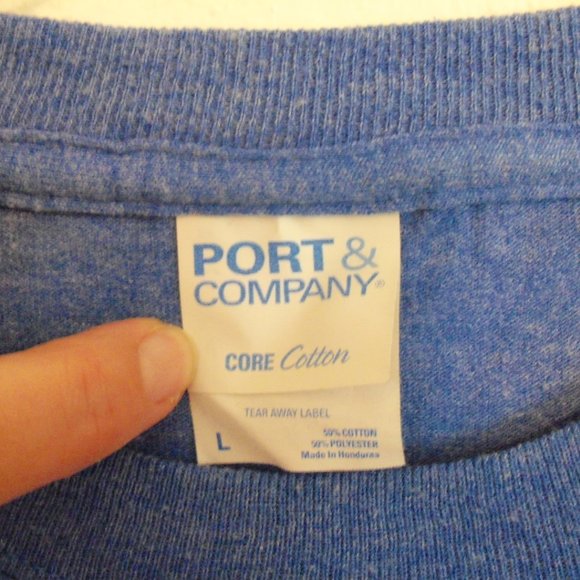 PORT &
COMPANY®
CORE Cotton
TEAR AWAY LABEL
L
50% COTTON
50% POLYESTER
Made In Honduras